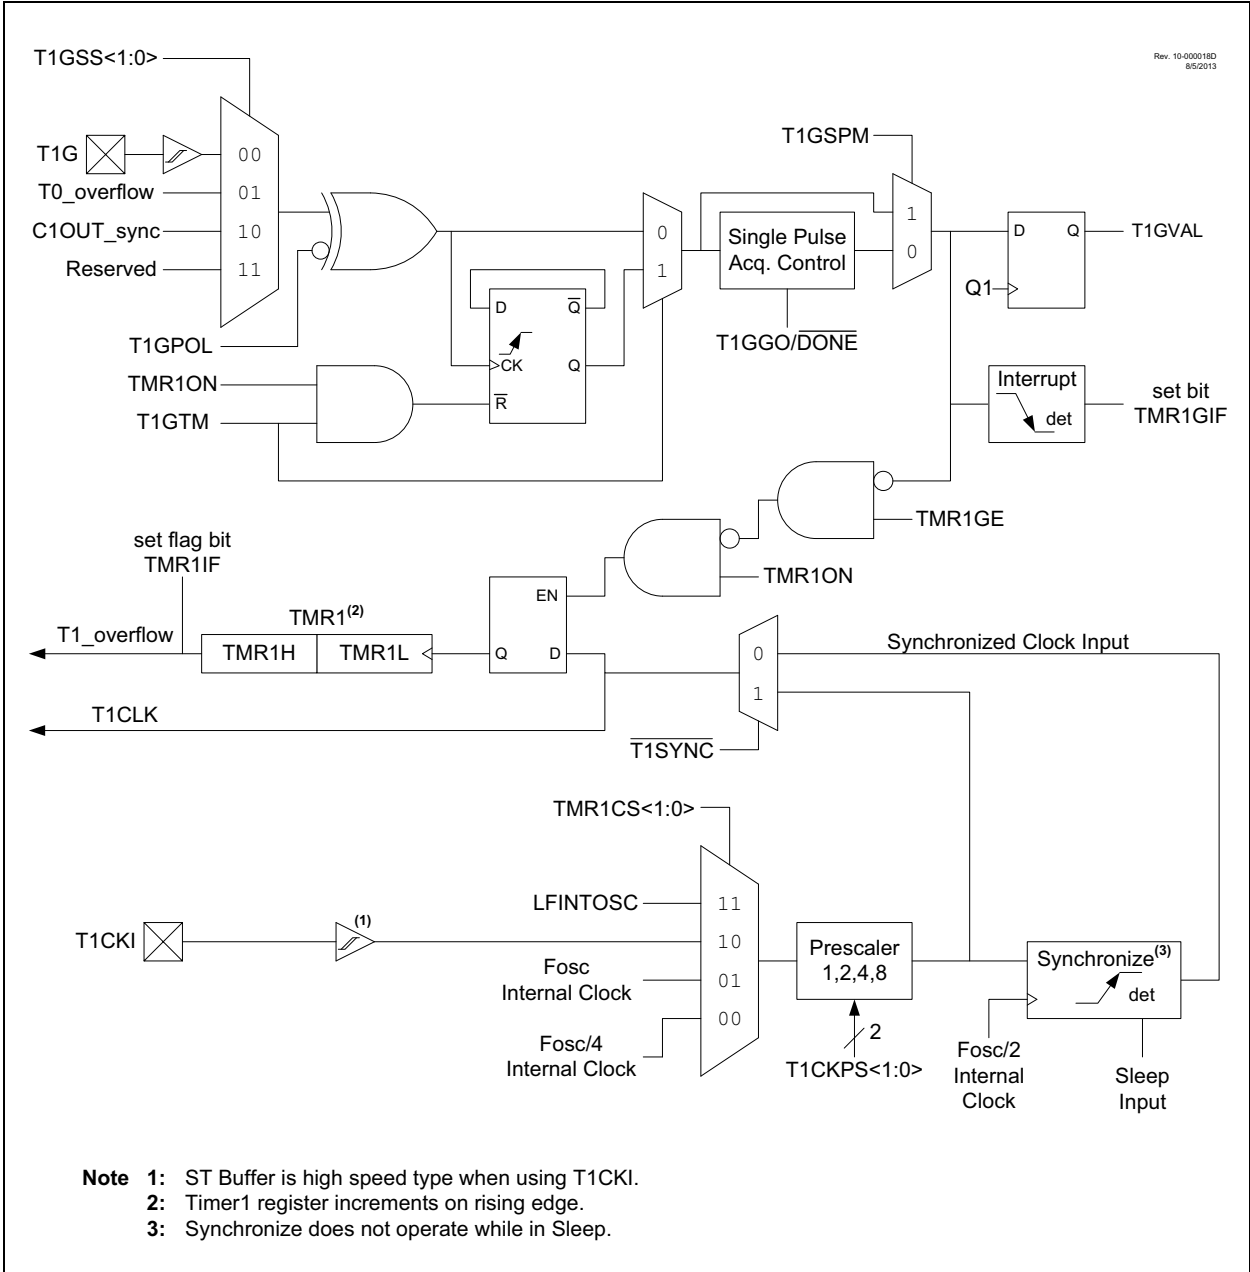 Rev. 10-000018D
8/5/2013
T1GSS<1:0>
T1G
T0_overflow
C1OUT_sync
Reserved
00
01
10
11
T1GPOL
TMR1ON
T1GTM
D
Q
CK
Q
R
0
1
T1GSPM
Single Pulse
Acq. Control
T1GGO/DONE
1
0
D
Q
Q1
T1GVAL
Interrupt
det
set bit
TMR1GIF
TMR1GE
TMR1ON
set flag bit
TMR1IF
TMR1(2)
T1_overflow
TMR1H
TMR1L
EN
Q
D
T1CLK
0
1
Synchronized Clock Input
T1SYNC
TMR1CS<1:0>
LFINTOSC
T1CKI
(1)
Fosc
Internal Clock
Fosc/4
Internal Clock
11
10
01
00
Prescaler
1,2,4,8
2
T1CKPS<1:0>
Synchronize(3)
det
Fosc/2
Internal
Clock
Sleep
Input
Note 1: ST Buffer is high speed type when using T1CKI.
2: Timer1 register increments on rising edge.
3: Synchronize does not operate while in Sleep.